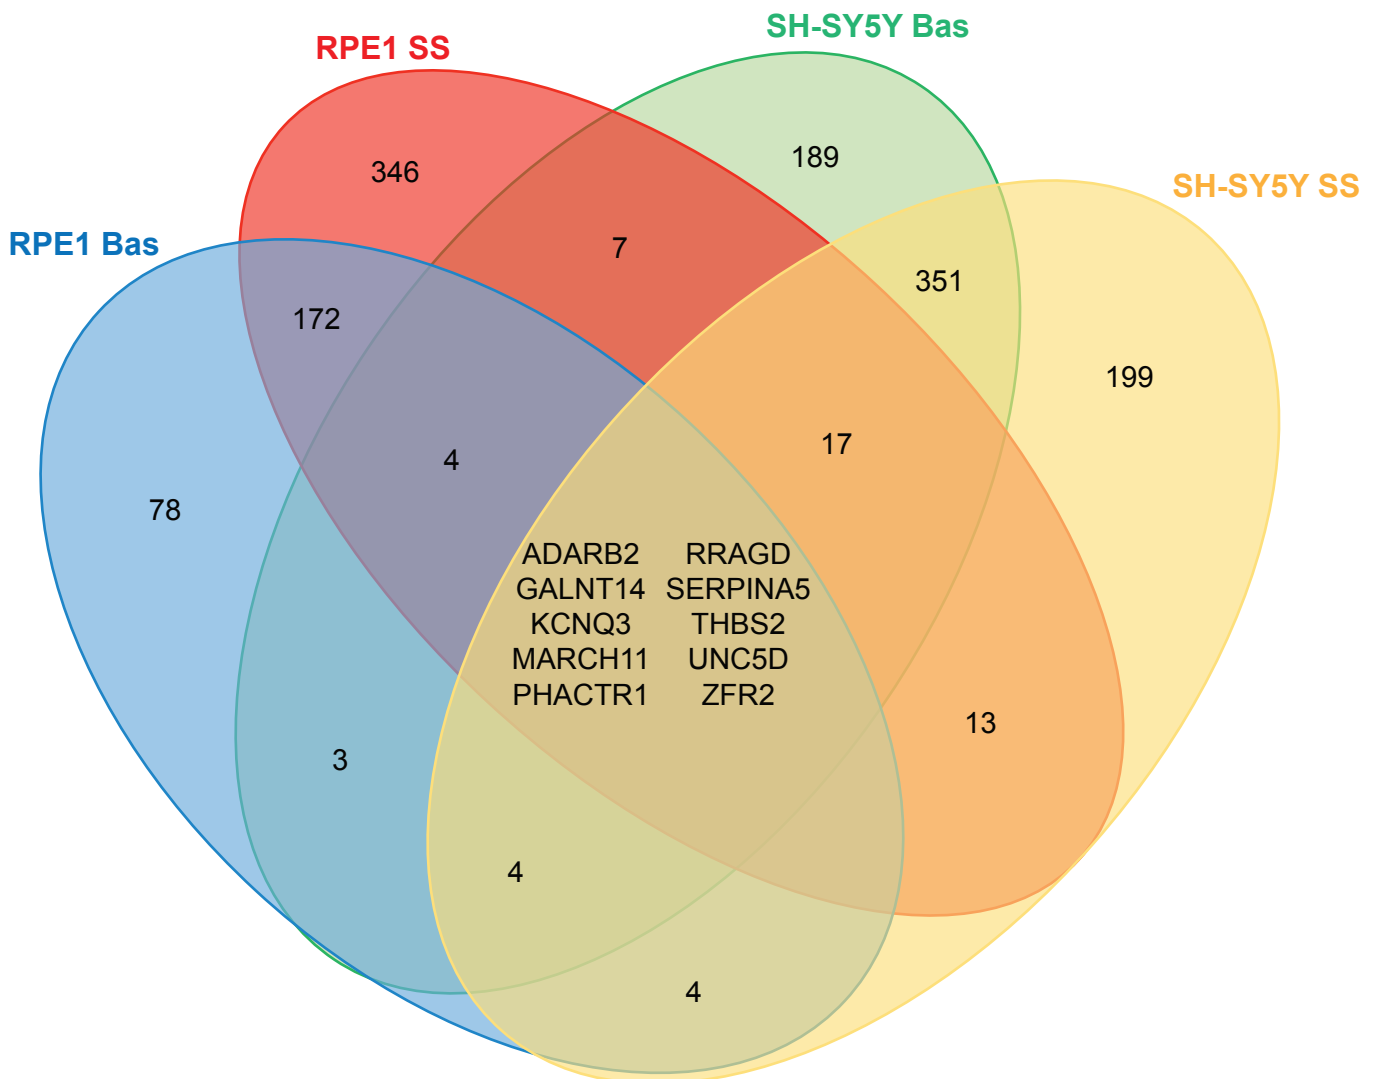 SH-SY5Y Bas
RPE1 SS
189
346
SH-SY5Y SS
RPE1 Bas
7
351
172
199
17
4
78
ADARB2 RRAGD
GALNT14 SERPINA5
KCNQ3 THBS2
MARCH11 UNC5D
PHACTR1 ZFR2
13
3
4
4